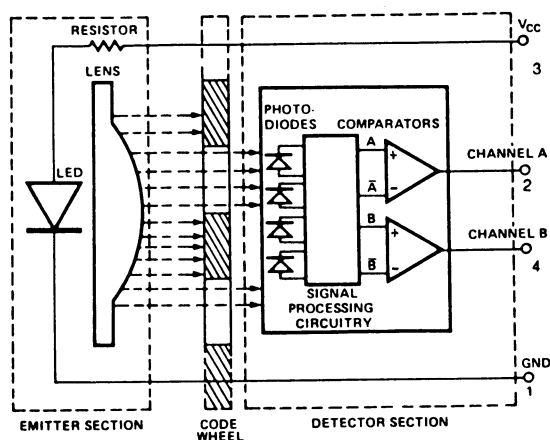 RESISTOR
LENS
LED
PHOTO-
DIODES
COMPARATORS
A
A̅
B
B̅
+
−
+
−
SIGNAL
PROCESSING
CIRCUITRY
VCC
3
CHANNEL A
2
CHANNEL B
4
GND
1
EMITTER SECTION
CODE
WHEEL
DETECTOR SECTION